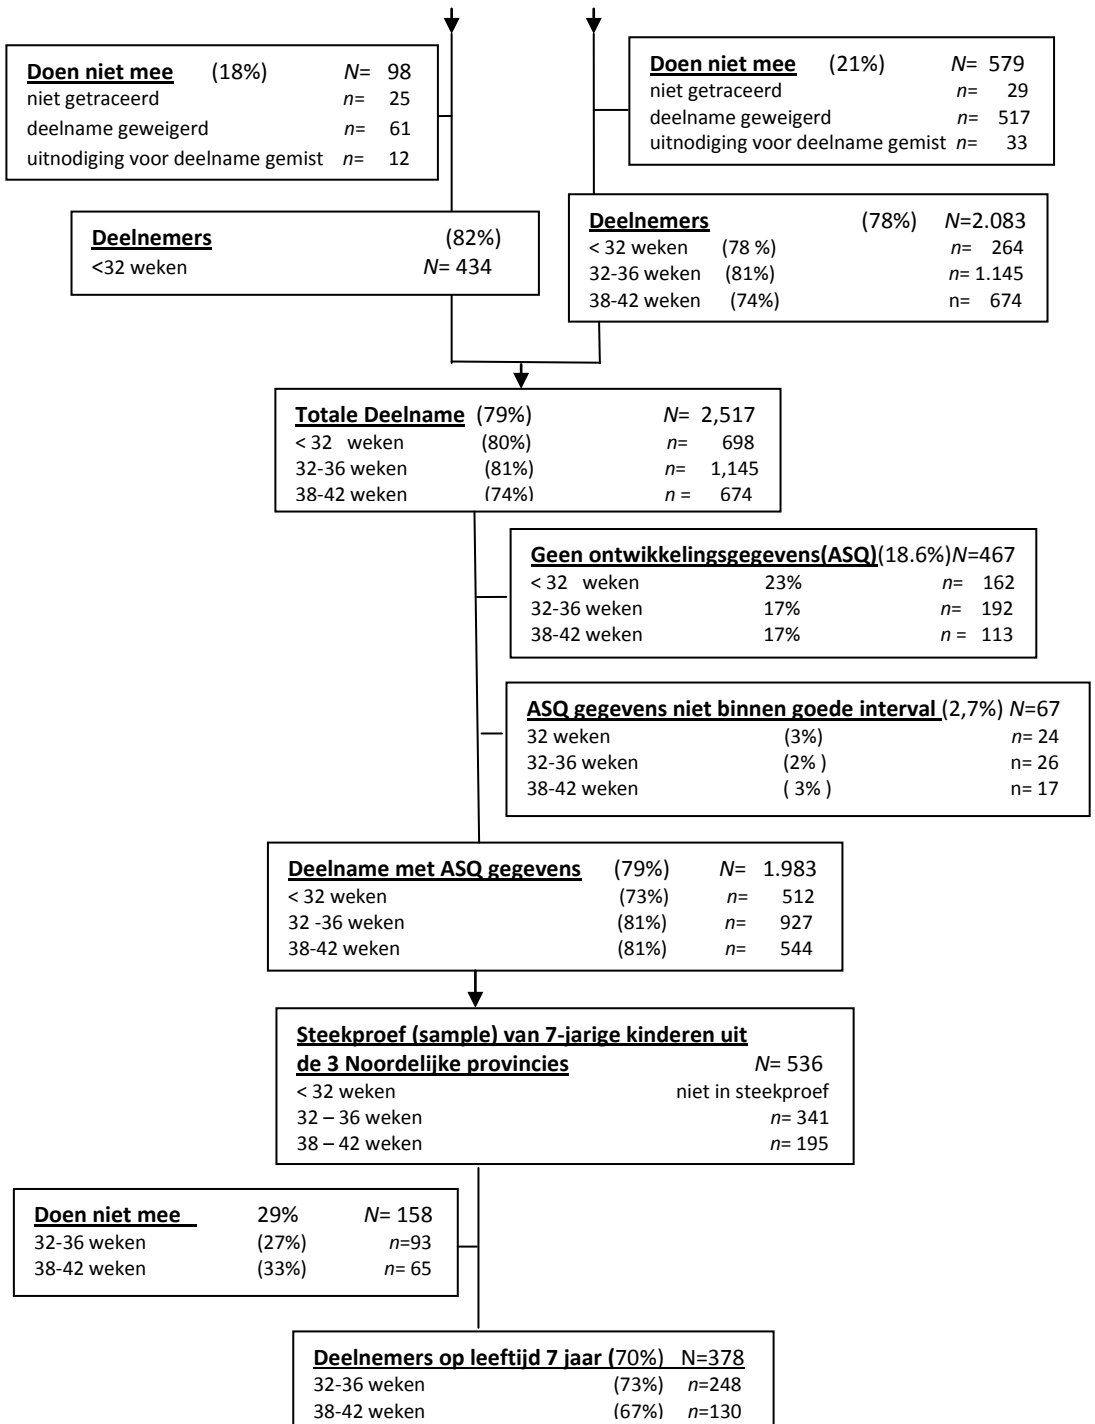 Doen niet mee (18%) N= 98
niet getraceerd n= 25
deelname geweigerd n= 61
uitnodiging voor deelname gemist n= 12
Doen niet mee (21%) N= 579
niet getraceerd n= 29
deelname geweigerd n= 517
uitnodiging voor deelname gemist n= 33
Deelnemers (82%)
<32 weken N= 434
Deelnemers (78%) N=2.083
< 32 weken (78 %) n= 264
32-36 weken (81%) n= 1.145
38-42 weken (74%) n= 674
Totale Deelname (79%) N= 2,517
< 32 weken (80%) n= 698
32-36 weken (81%) n= 1,145
38-42 weken (74%) n = 674
Geen ontwikkelingsgegevens(ASQ)(18.6%)N=467
< 32 weken 23% n= 162
32-36 weken 17% n= 192
38-42 weken 17% n = 113
ASQ gegevens niet binnen goede interval (2,7%) N=67
32 weken (3%) n= 24
32-36 weken (2% ) n= 26
38-42 weken ( 3% ) n= 17
Deelname met ASQ gegevens (79%) N= 1.983
< 32 weken (73%) n= 512
32 -36 weken (81%) n= 927
38-42 weken (81%) n= 544
Steekproef (sample) van 7-jarige kinderen uit
de 3 Noordelijke provincies N= 536
< 32 weken niet in steekproef
32 – 36 weken n= 341
38 – 42 weken n= 195
Doen niet mee 29% N= 158
32-36 weken (27%) n=93
38-42 weken (33%) n= 65
Deelnemers op leeftijd 7 jaar (70%) N=378
32-36 weken (73%) n=248
38-42 weken (67%) n=130